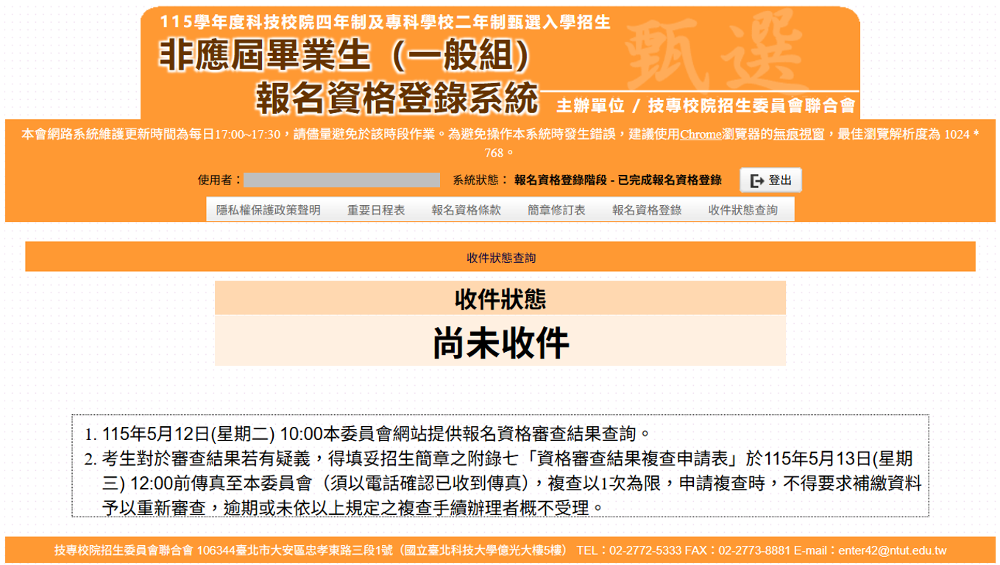 115學年度科技校院四年制及專科學校二年制甄選入學招生
甄選
非應屆畢業生（一般組）
報名資格登錄系統
主辦單位 / 技專校院招生委員會聯合會
本會網路系統維護更新時間為每日17:00~17:30，請儘量避免於該時段作業。為避免操作本系統時發生錯誤，建議使用Chrome瀏覽器的無痕視窗，最佳瀏覽解析度為 1024 *
768。
使用者： 系統狀態： 報名資格登錄階段 - 已完成報名資格登錄 登出
隱私權保護政策聲明 重要日程表 報名資格條款 簡章修訂表 報名資格登錄 收件狀態查詢
收件狀態查詢
收件狀態
尚未收件
1. 115年5月12日(星期二) 10:00本委員會網站提供報名資格審查結果查詢。
2. 考生對於審查結果若有疑義，得填妥招生簡章之附錄七「資格審查結果複查申請表」於115年5月13日(星期
三) 12:00前傳真至本委員會（須以電話確認已收到傳真），複查以1次為限，申請複查時，不得要求補繳資料
予以重新審查，逾期或未依以上規定之複查手續辦理者概不受理。
技專校院招生委員會聯合會 106344臺北市大安區忠孝東路三段1號（國立臺北科技大學億光大樓5樓） TEL：02-2772-5333 FAX：02-2773-8881 E-mail：enter42@ntut.edu.tw